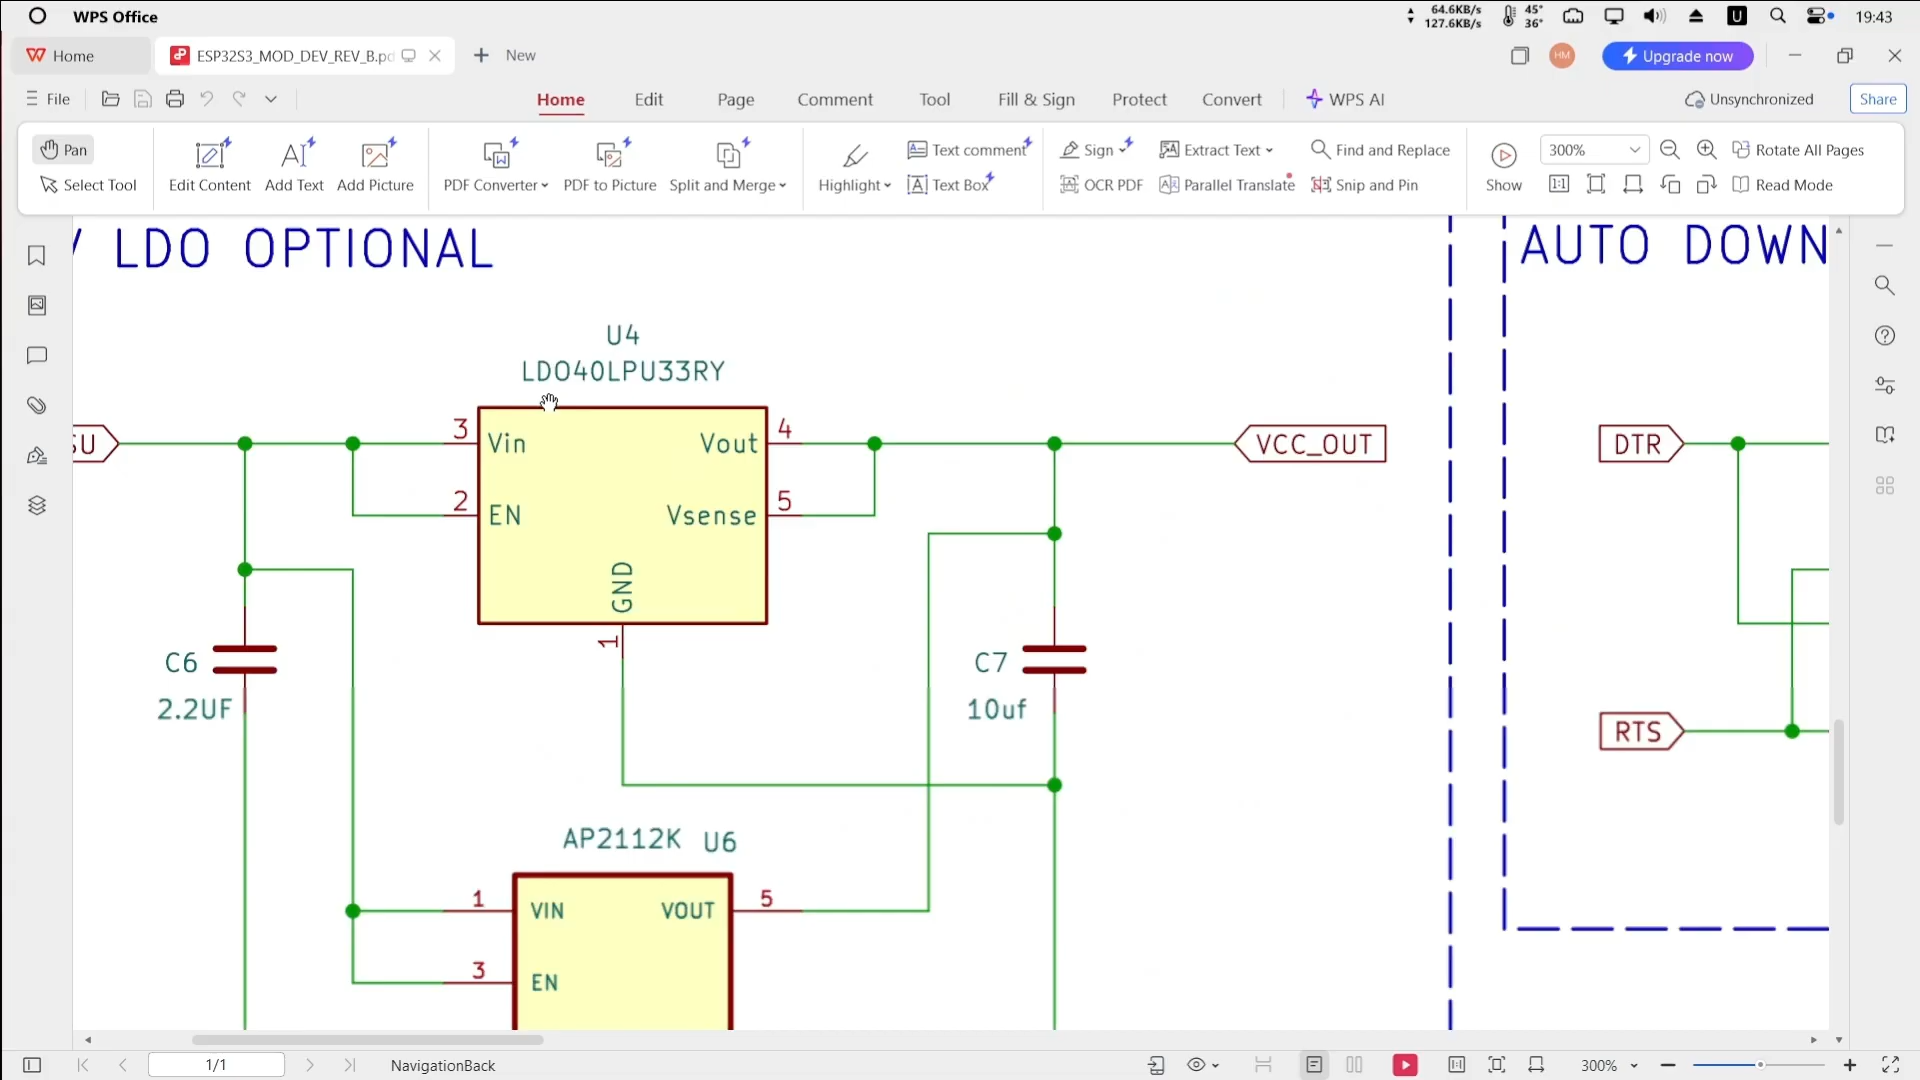 WPS Office
64.6KB/s
127.6KB/s
45°
36°
U
19:43
Home
ESP32S3_MOD_DEV_REV_B.pd
New
HM
Upgrade now
File
Home
Edit
Page
Comment
Tool
Fill & Sign
Protect
Convert
WPS AI
Unsynchronized
Share
Pan
Select Tool
Edit Content
Add Text
Add Picture
PDF Converter
PDF to Picture
Split and Merge
Highlight
Text comment
Text Box
Sign
OCR PDF
Extract Text
Parallel Translate
Find and Replace
Snip and Pin
Show
300%
1:1
Rotate All Pages
Read Mode
LDO OPTIONAL
AUTO DOWN
U4
LDO40LPU33RY
5U
3
Vin
Vout
4
VCC_OUT
DTR
2
EN
Vsense
5
GND
1
C6
2.2UF
C7
10uf
RTS
AP2112K U6
1
VIN
VOUT
5
3
EN
1/1
NavigationBack
300%